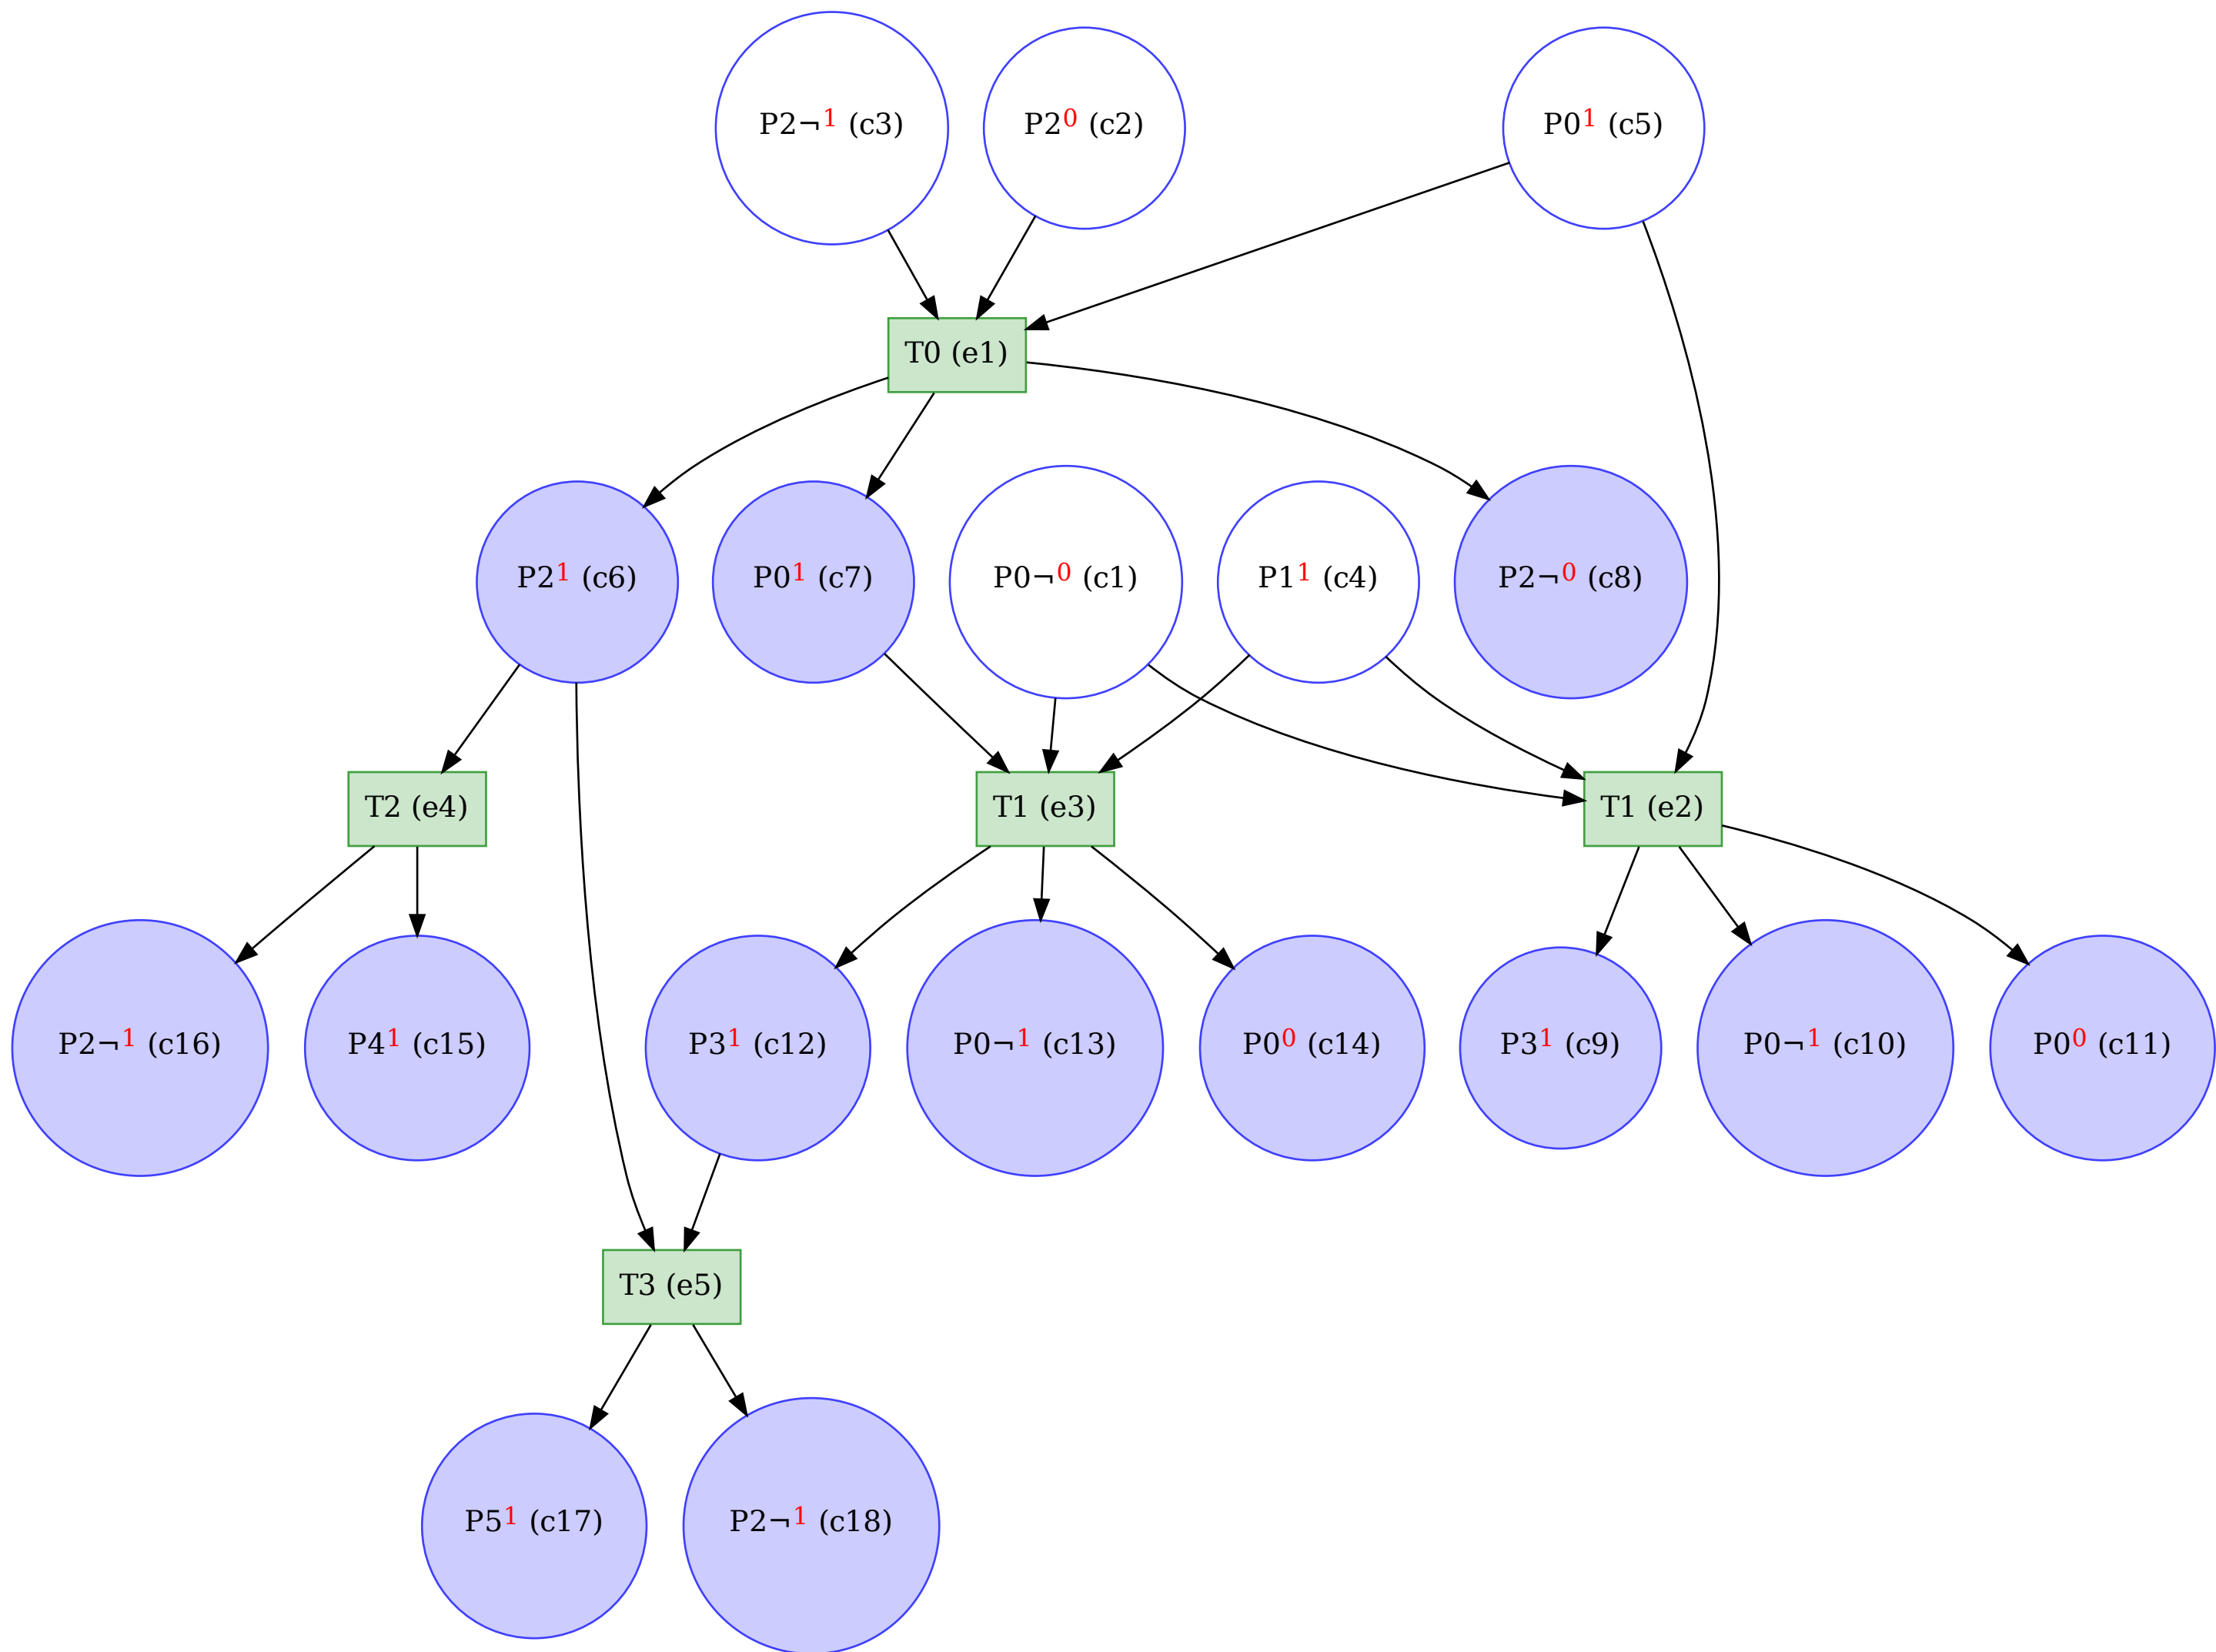 P2¬1 (c3)
P20 (c2)
P01 (c5)
T0 (e1)
P21 (c6)
P01 (c7)
P0¬0 (c1)
P11 (c4)
P2¬0 (c8)
T2 (e4)
T1 (e3)
T1 (e2)
P2¬1 (c16)
P41 (c15)
P31 (c12)
P0¬1 (c13)
P00 (c14)
P31 (c9)
P0¬1 (c10)
P00 (c11)
T3 (e5)
P51 (c17)
P2¬1 (c18)